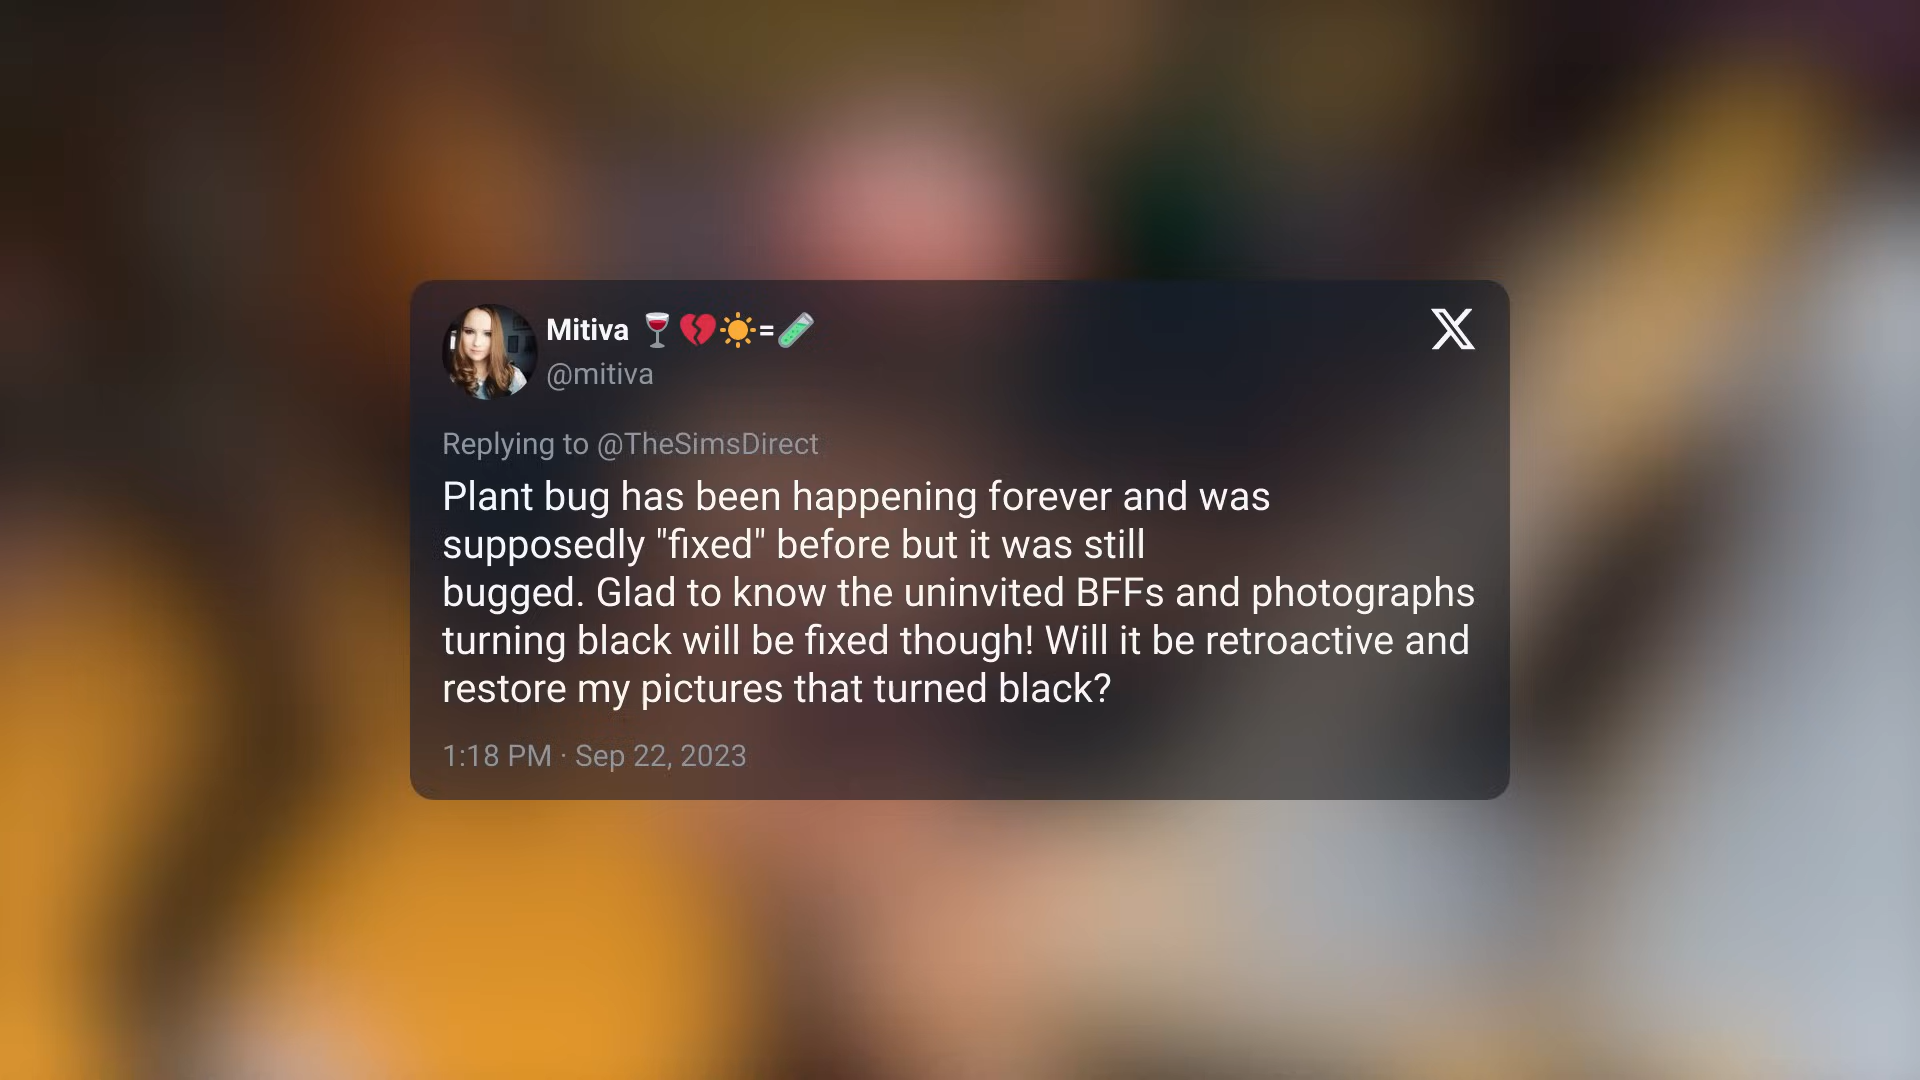 Mitiva 🍷💔☀️=🧪
@mitiva
Replying to @TheSimsDirect
Plant bug has been happening forever and was
supposedly "fixed" before but it was still
bugged. Glad to know the uninvited BFFs and photographs
turning black will be fixed though! Will it be retroactive and
restore my pictures that turned black?
1:18 PM · Sep 22, 2023